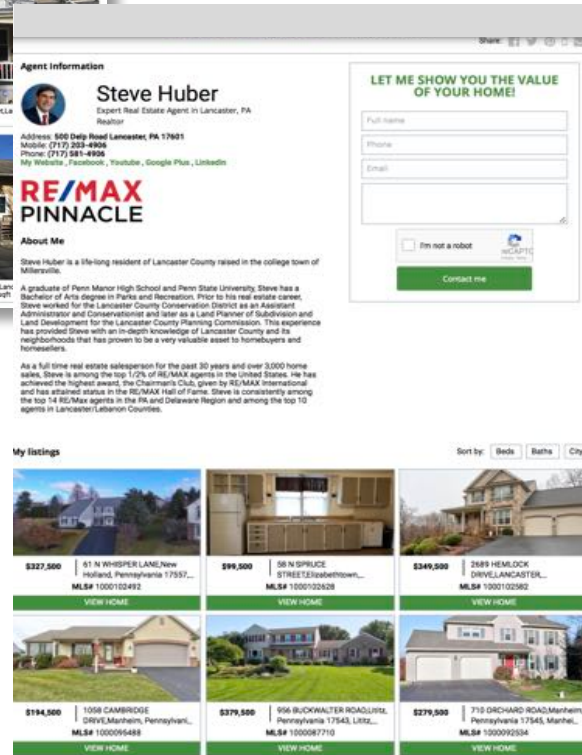 Share:
Agent Information
Steve Huber
Expert Real Estate Agent in Lancaster, PA
Realtor
Address: 500 Delp Road Lancaster, PA 17601
Mobile: (717) 203-4906
Phone: (717) 581-4906
My Website , Facebook , Youtube , Google Plus , Linkedin
RE/MAX
PINNACLE
About Me
Steve Huber is a life-long resident of Lancaster County raised in the college town of
Millersville.
A graduate of Penn Manor High School and Penn State University, Steve has a
Bachelor of Arts degree in Parks and Recreation. Prior to his real estate career,
Steve worked for the Lancaster County Conservation District as an Assistant
Administrator and Conservationist and later as a Land Planner of Subdivision and
Land Development for the Lancaster County Planning Commission. This experience
has provided Steve with an in-depth knowledge of Lancaster County and its
neighborhoods that has proven to be a very valuable asset to homebuyers and
homesellers.
As a full time real estate salesperson for the past 30 years and over 3,000 home
sales, Steve is among the top 1/2% of RE/MAX agents in the United States. He has
achieved the highest award, the Chairman's Club, given by RE/MAX International
and has attained status in the RE/MAX Hall of Fame. Steve is consistently among
the top 14 RE/Max agents in the PA and Delaware Region and among the top 10
agents in Lancaster/Lebanon Counties.
LET ME SHOW YOU THE VALUE
OF YOUR HOME!
Full name
Phone
Email
I'm not a robot
reCAPTC
Contact me
My listings
Sort by: Beds Baths City
$327,500
61 N WHISPER LANE,New
Holland, Pennsylvania 17557,...
MLS# 1000102492
VIEW HOME
$99,500
58 N SPRUCE
STREET,Elizabethtown,...
MLS# 1000102628
VIEW HOME
$349,500
2689 HEMLOCK
DRIVE,LANCASTER,...
MLS# 1000102582
VIEW HOME
$194,500
1058 CAMBRIDGE
DRIVE,Manheim, Pennsylvani...
MLS# 1000095488
VIEW HOME
$379,500
956 BUCKWALTER ROAD,Lititz,
Pennsylvania 17543, Lititz,...
MLS# 1000087710
VIEW HOME
$279,500
710 ORCHARD ROAD,Manheim,
Pennsylvania 17545, Manhei...
MLS# 1000092534
VIEW HOME